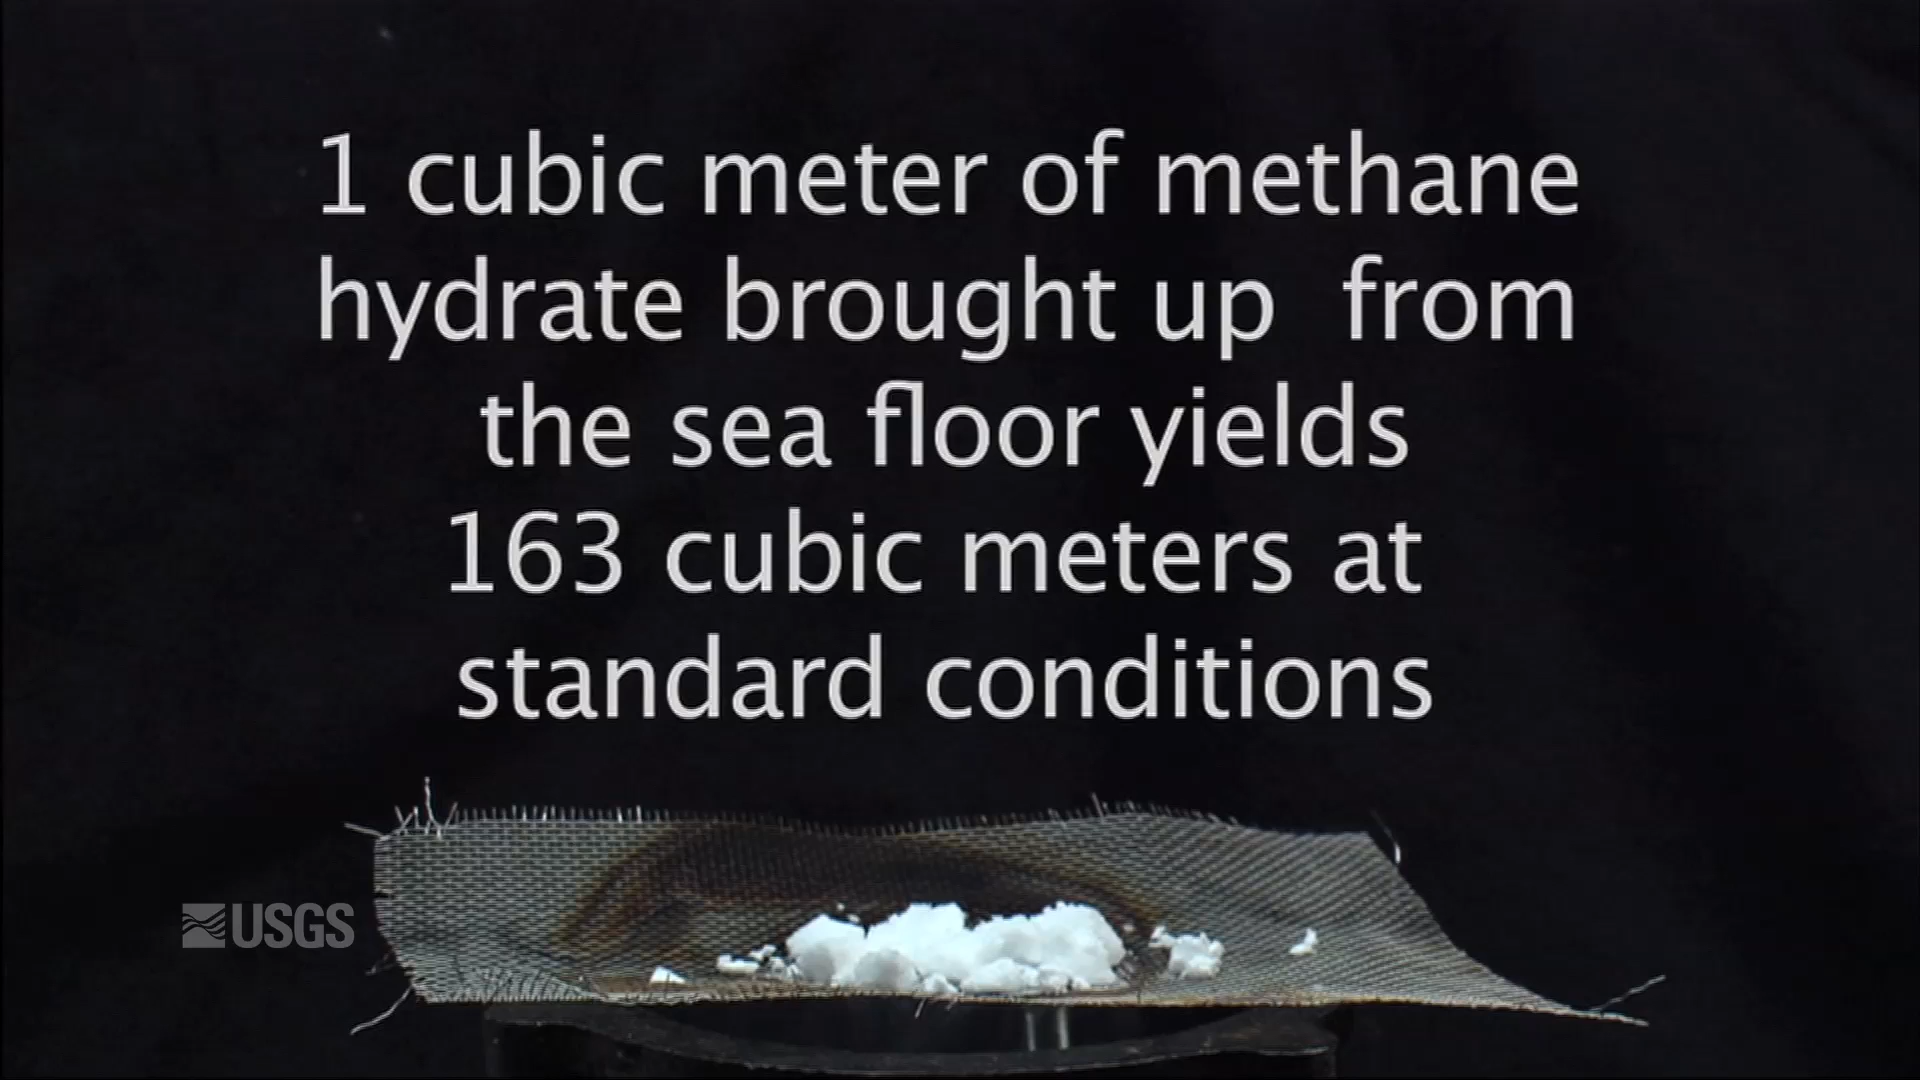 1 cubic meter of methane
hydrate brought up  from
the sea floor yields
163 cubic meters at
standard conditions
USGS